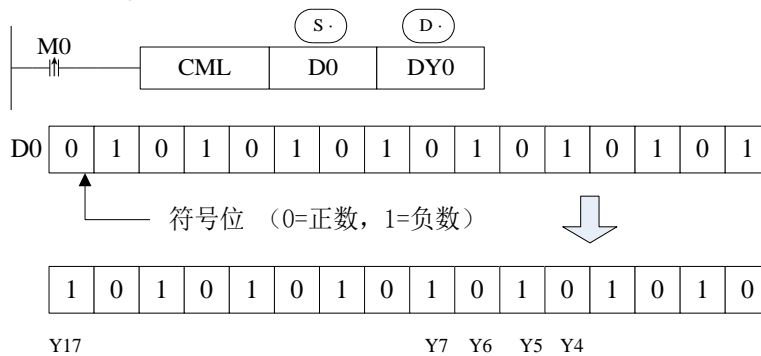 S· D·
M0
CML D0 DY0
D0 0 1 0 1 0 1 0 1 0 1 0 1 0 1 0 1
符号位 （0=正数，1=负数）
1 0 1 0 1 0 1 0 1 0 1 0 1 0 1 0
Y17 Y7 Y6 Y5 Y4